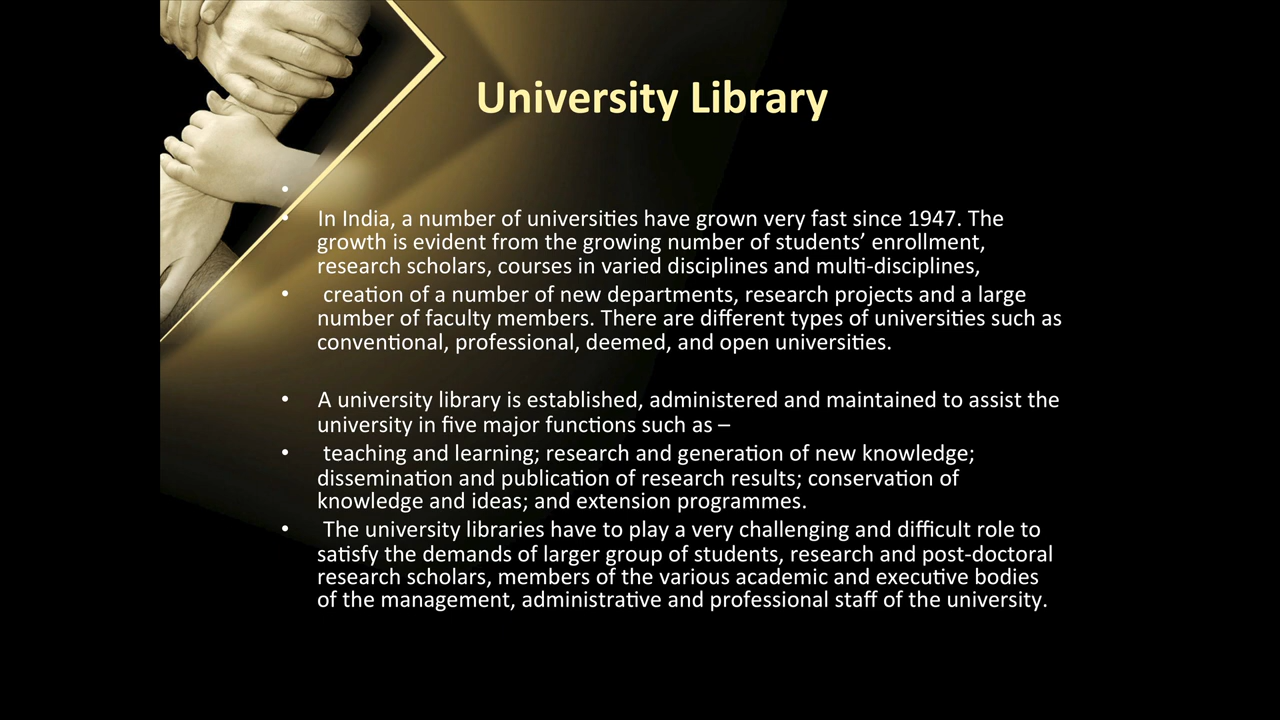 University Library
•
• In India, a number of universities have grown very fast since 1947. The
growth is evident from the growing number of students’ enrollment,
research scholars, courses in varied disciplines and multi-disciplines,
• creation of a number of new departments, research projects and a large
number of faculty members. There are different types of universities such as
conventional, professional, deemed, and open universities.
• A university library is established, administered and maintained to assist the
university in five major functions such as –
• teaching and learning; research and generation of new knowledge;
dissemination and publication of research results; conservation of
knowledge and ideas; and extension programmes.
• The university libraries have to play a very challenging and difficult role to
satisfy the demands of larger group of students, research and post-doctoral
research scholars, members of the various academic and executive bodies
of the management, administrative and professional staff of the university.